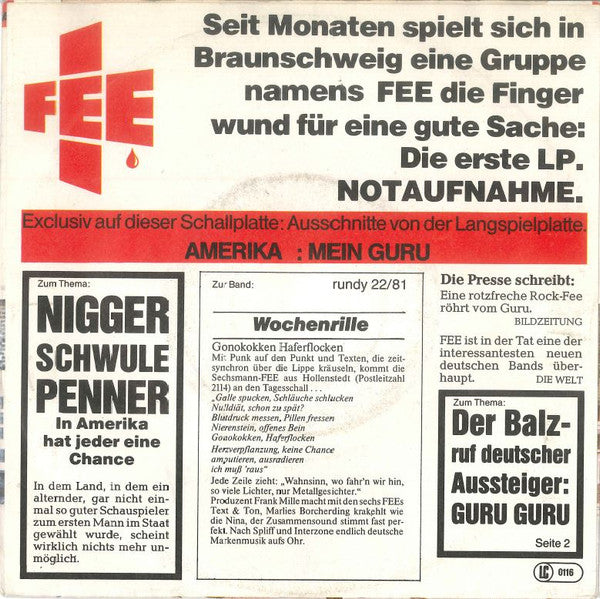 FEE
Seit Monaten spielt sich in
Braunschweig eine Gruppe
namens FEE die Finger
wund für eine gute Sache:
Die erste LP.
NOTAUFNAHME.
Exclusiv auf dieser Schallplatte: Ausschnitte von der Langspielplatte.
AMERIKA : MEIN GURU
Zum Thema:
NIGGER
SCHWULE
PENNER
In Amerika
hat jeder eine
Chance
In dem Land, in dem ein
alternder, gar nicht ein-
mal so guter Schauspieler
zum ersten Mann im Staat
gewählt wurde, scheint
wirklich nichts mehr un-
möglich.
Zur Band:
rundy 22/81
Wochenrille
Gonokokken Haferflocken
Mit Punk auf den Punkt und Texten, die zeit-
synchron über die Lippe kräuseln, kommt die
Sechsmann-FEE aus Hollenstedt (Postleitzahl
2114) an den Tagesschall . . .
„Galle spucken, Schläuche schlucken
Nulldiät, schon zu spät?
Blutdruck messen, Pillen fressen
Nierenstein, offenes Bein
Gonokokken, Haferflocken
Herzverpflanzung, keine Chance
amputieren, ausradieren
ich muß 'raus"
Jede Zeile zieht: „Wahnsinn, wo fahr'n wir hin,
so viele Lichter, nur Metallgesichter."
Produzent Frank Mille macht mit den sechs FEEs
Text & Ton, Marlies Borcherding krakehlt wie
die Nina, der Zusammensound stimmt fast per-
fekt. Nach Spliff und Interzone endlich deutsche
Markenmusik aufs Ohr.
Die Presse schreibt:
Eine rotzfreche Rock-Fee
röhrt vom Guru.
BILDZEITUNG
FEE ist in der Tat eine der
interessantesten neuen
deutschen Bands über-
haupt. DIE WELT
Zum Thema:
Der Balz-
ruf deutscher
Aussteiger:
GURU GURU
Seite 2
LC 0116